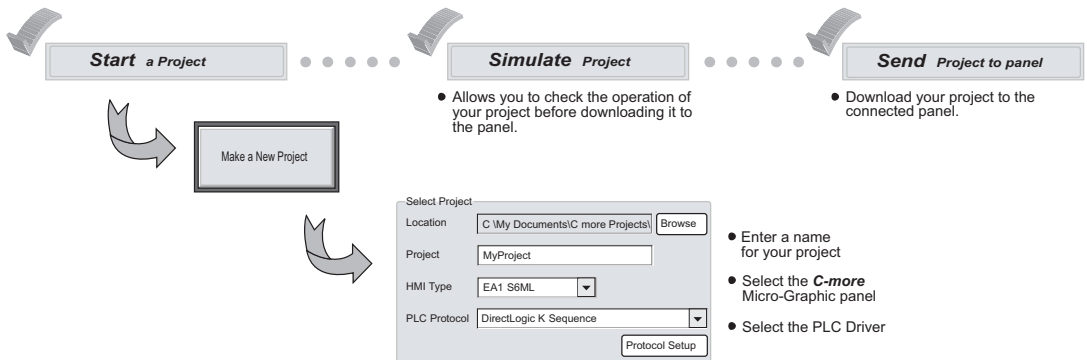 Start a Project
Simulate Project
Send Project to panel
• Allows you to check the operation of
your project before downloading it to
the panel.
• Download your project to the
connected panel.
Make a New Project
Select Project
Location C \My Documents\C more Projects\ Browse
Project MyProject
HMI Type EA1 S6ML
PLC Protocol DirectLogic K Sequence
Protocol Setup
• Enter a name
for your project
• Select the C-more
Micro-Graphic panel
• Select the PLC Driver